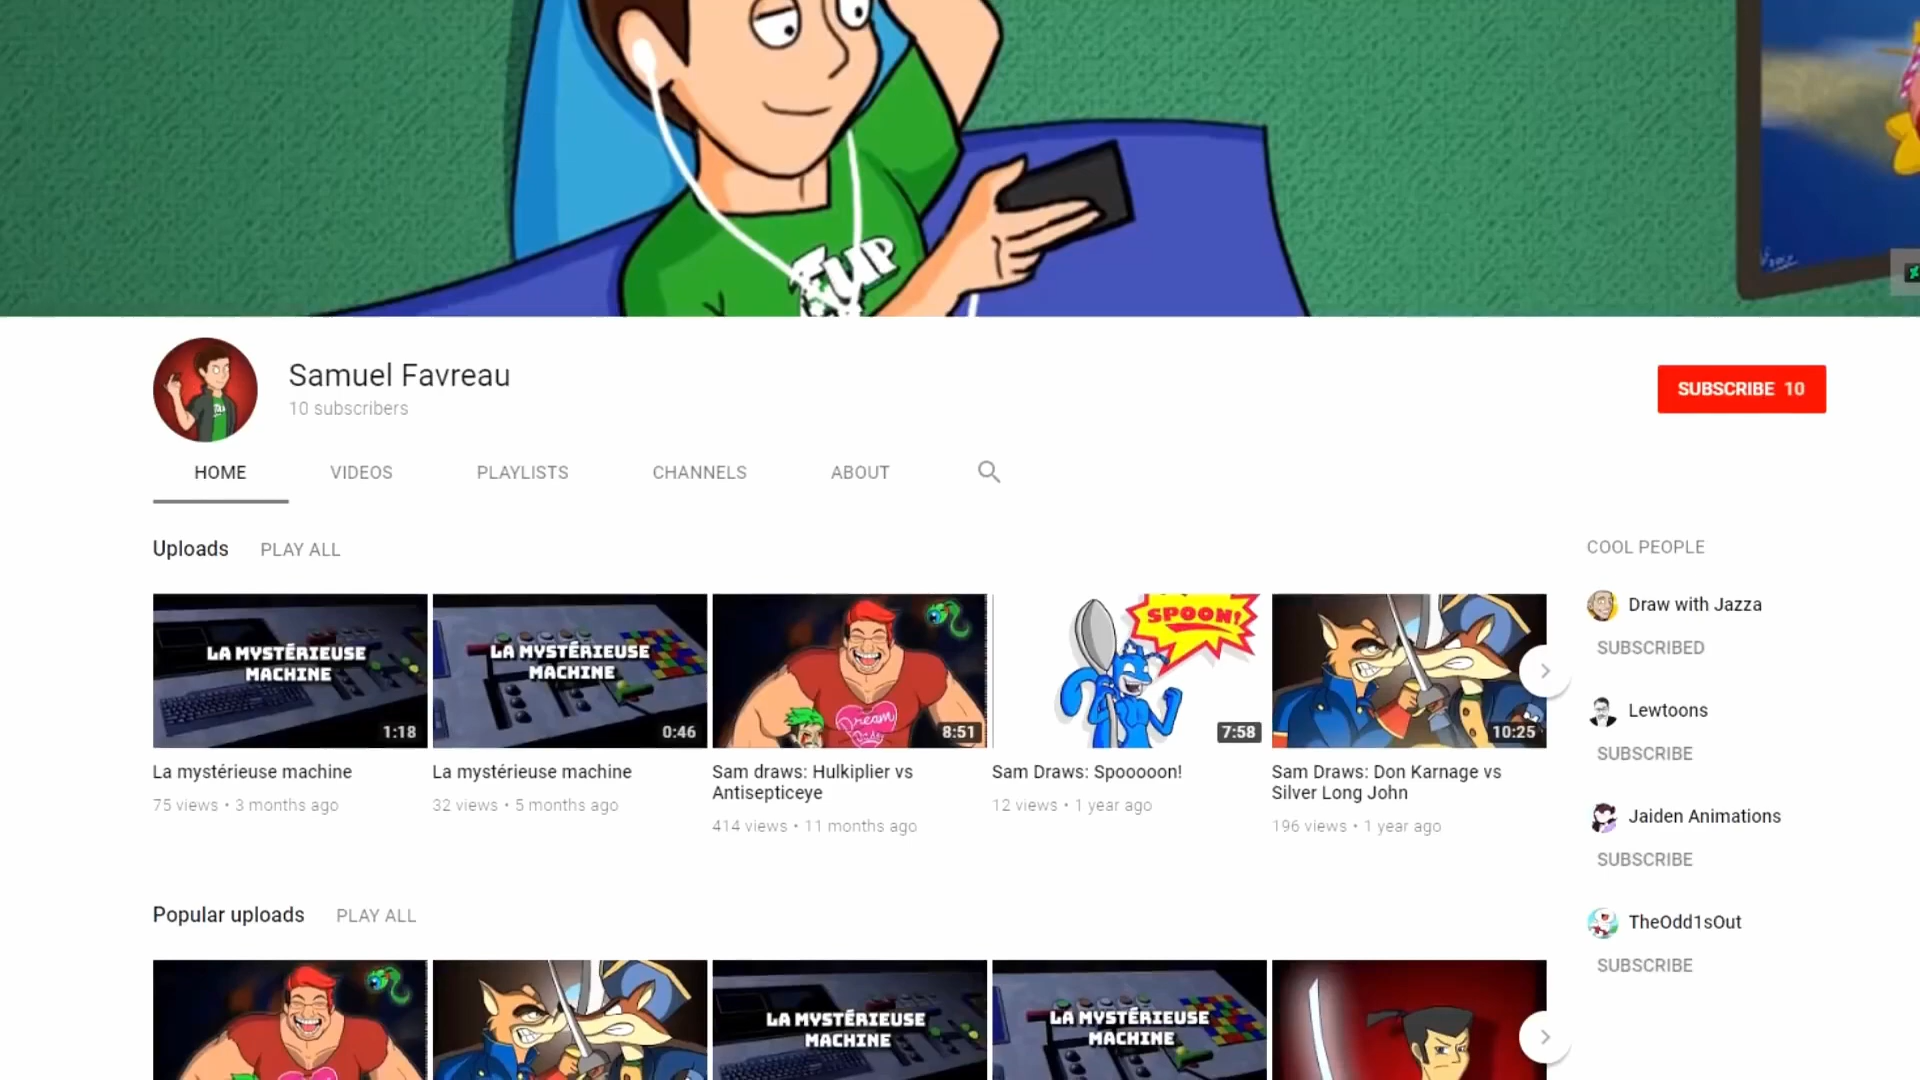 Samuel Favreau
10 subscribers
SUBSCRIBE 10
HOME VIDEOS PLAYLISTS CHANNELS ABOUT
Uploads PLAY ALL
LA MYSTÉRIEUSE
MACHINE
1:18
La mystérieuse machine
75 views • 3 months ago
LA MYSTÉRIEUSE
MACHINE
0:46
La mystérieuse machine
32 views • 5 months ago
Dream
8:51
Sam draws: Hulkiplier vs
Antisepticeye
414 views • 11 months ago
SPOON!
7:58
Sam Draws: Spooooon!
12 views • 1 year ago
10:25
Sam Draws: Don Karnage vs
Silver Long John
196 views • 1 year ago
COOL PEOPLE
Draw with Jazza
SUBSCRIBED
Lewtoons
SUBSCRIBE
Jaiden Animations
SUBSCRIBE
TheOdd1sOut
SUBSCRIBE
Popular uploads PLAY ALL
LA MYSTÉRIEUSE
MACHINE
LA MYSTÉRIEUSE
MACHINE